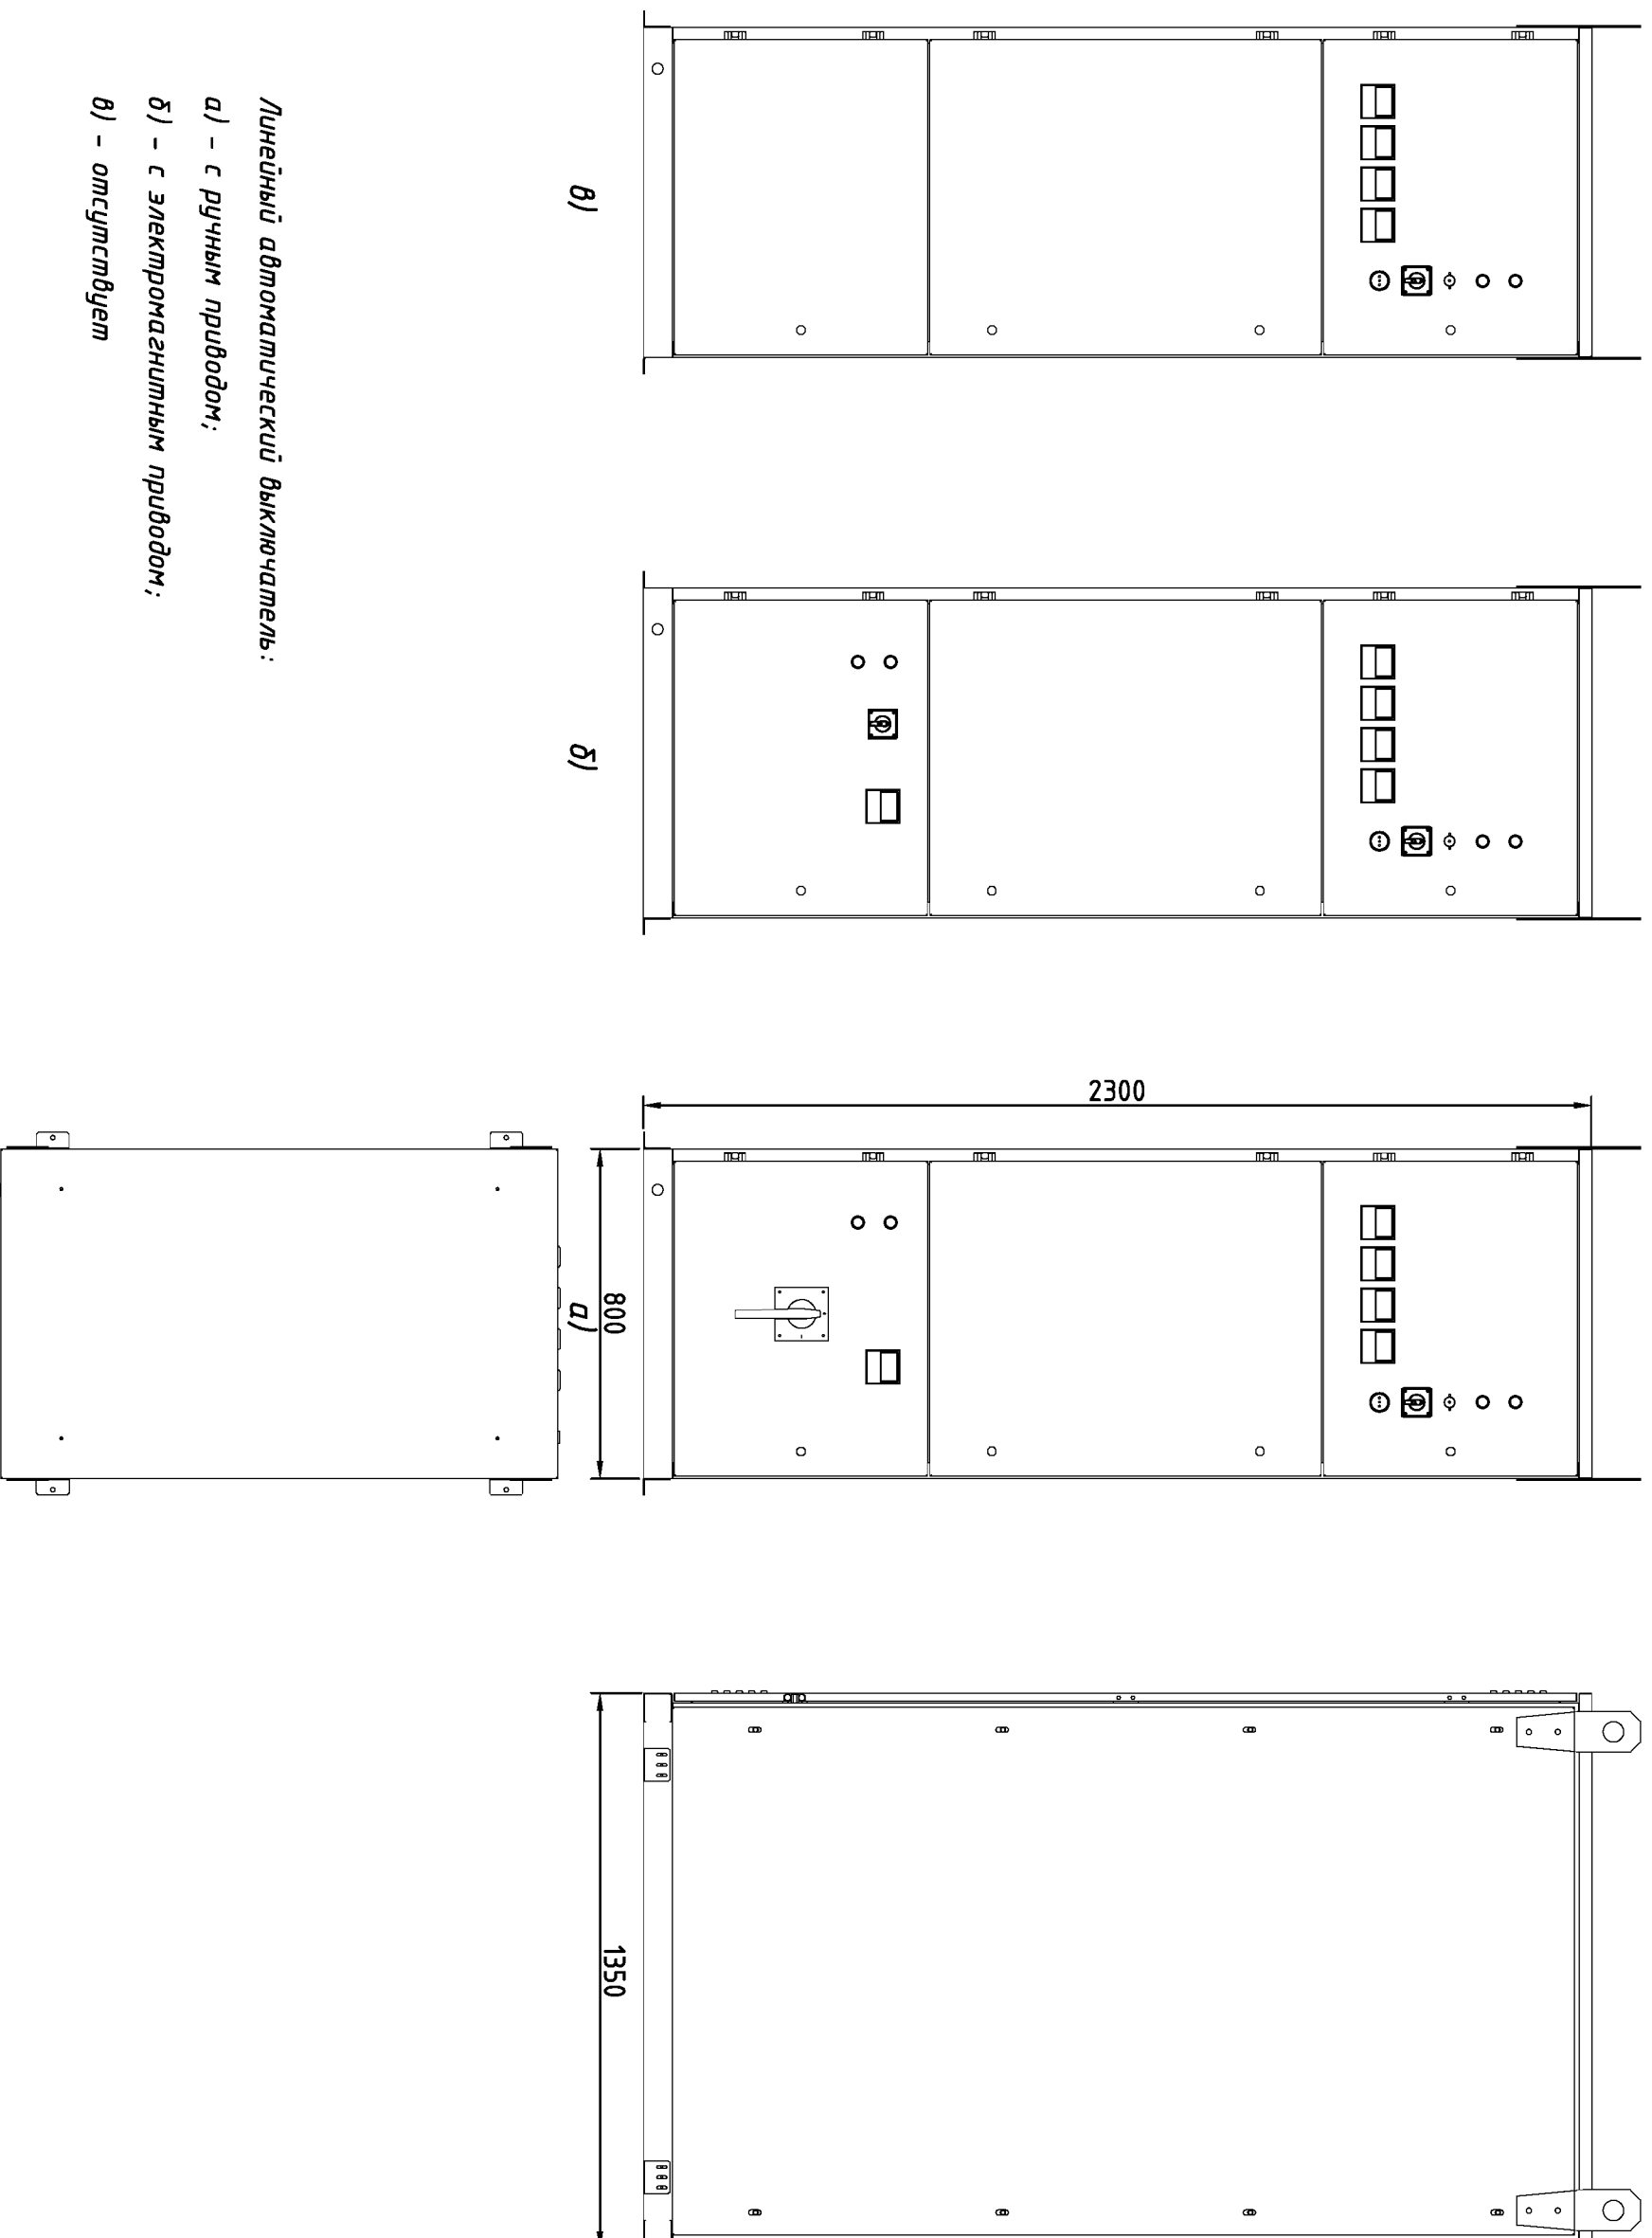 2300
800
1350
а)
б)
в)
Линейный автоматический выключатель:
а) - с ручным приводом;
б) - с электромагнитным приводом;
в) - отсутствует